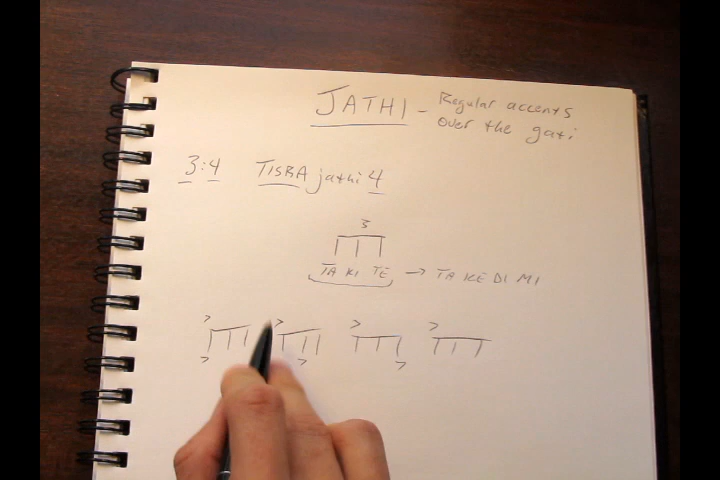 JATHI - Regular accents
over the gati
3:4 TISRA jathi 4
3
TA KI TE → TA KE DI MI
> > > >
> > >